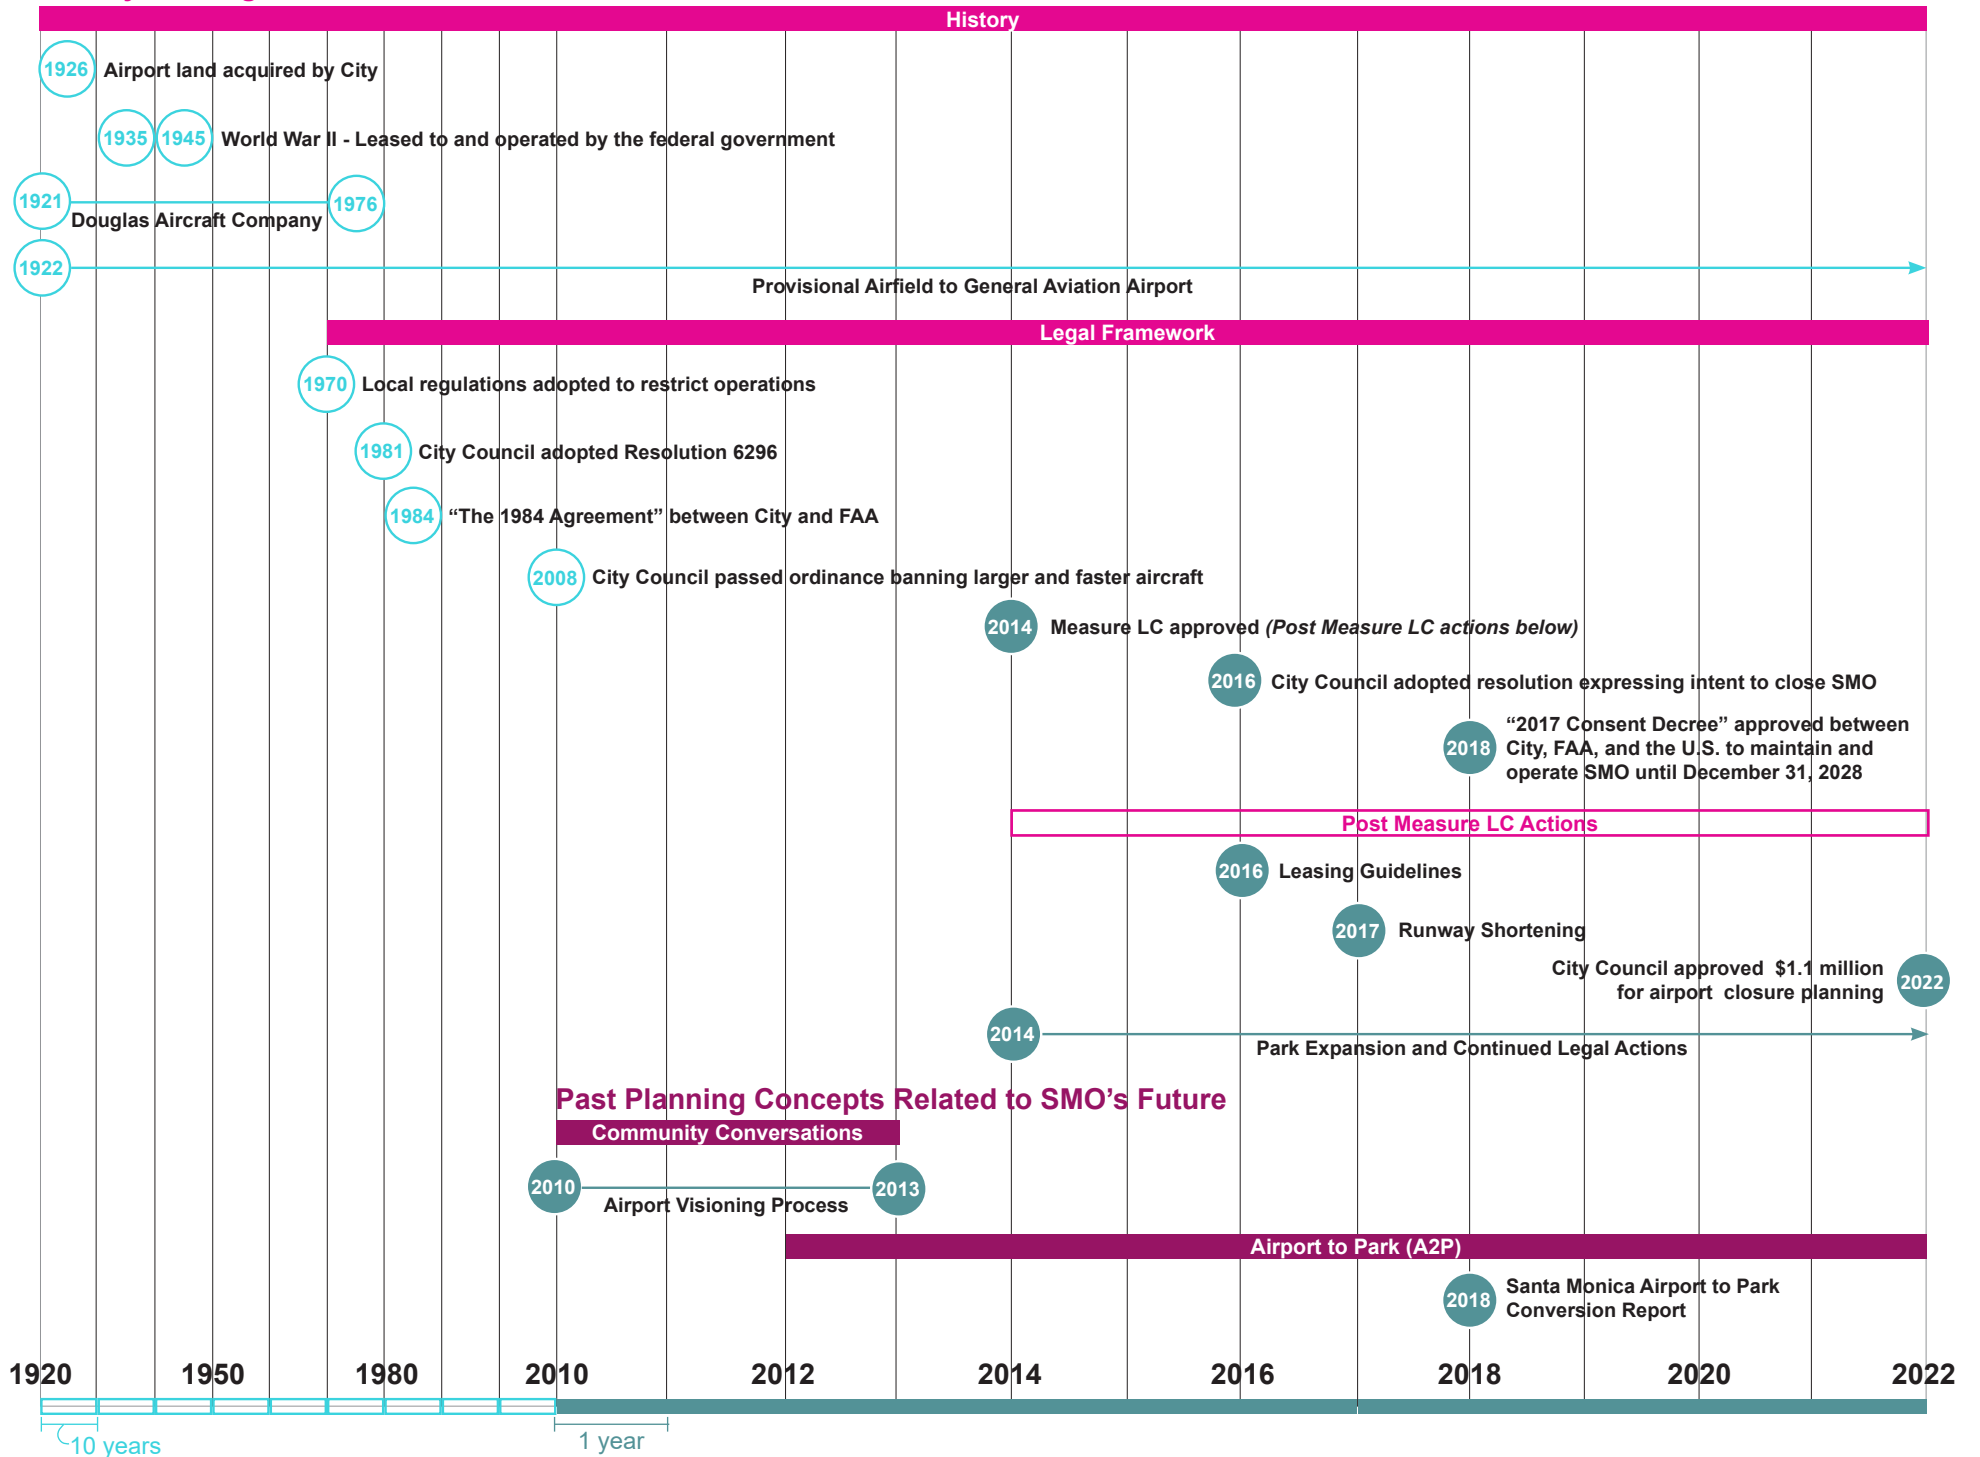 History
1926 Airport land acquired by City
1935 1945 World War II - Leased to and operated by the federal government
1921 1976
Douglas Aircraft Company
1922
Provisional Airfield to General Aviation Airport
Legal Framework
1970 Local regulations adopted to restrict operations
1981 City Council adopted Resolution 6296
1984 “The 1984 Agreement” between City and FAA
2008 City Council passed ordinance banning larger and faster aircraft
2014 Measure LC approved (Post Measure LC actions below)
2016 City Council adopted resolution expressing intent to close SMO
“2017 Consent Decree” approved between
2018 City, FAA, and the U.S. to maintain and
operate SMO until December 31, 2028
Post Measure LC Actions
2016 Leasing Guidelines
2017 Runway Shortening
City Council approved $1.1 million
for airport closure planning 2022
2014
Park Expansion and Continued Legal Actions
Past Planning Concepts Related to SMO’s Future
Community Conversations
2010 2013
Airport Visioning Process
Airport to Park (A2P)
2018 Santa Monica Airport to Park
Conversion Report
1920 1950 1980 2010 2012 2014 2016 2018 2020 2022
10 years 1 year